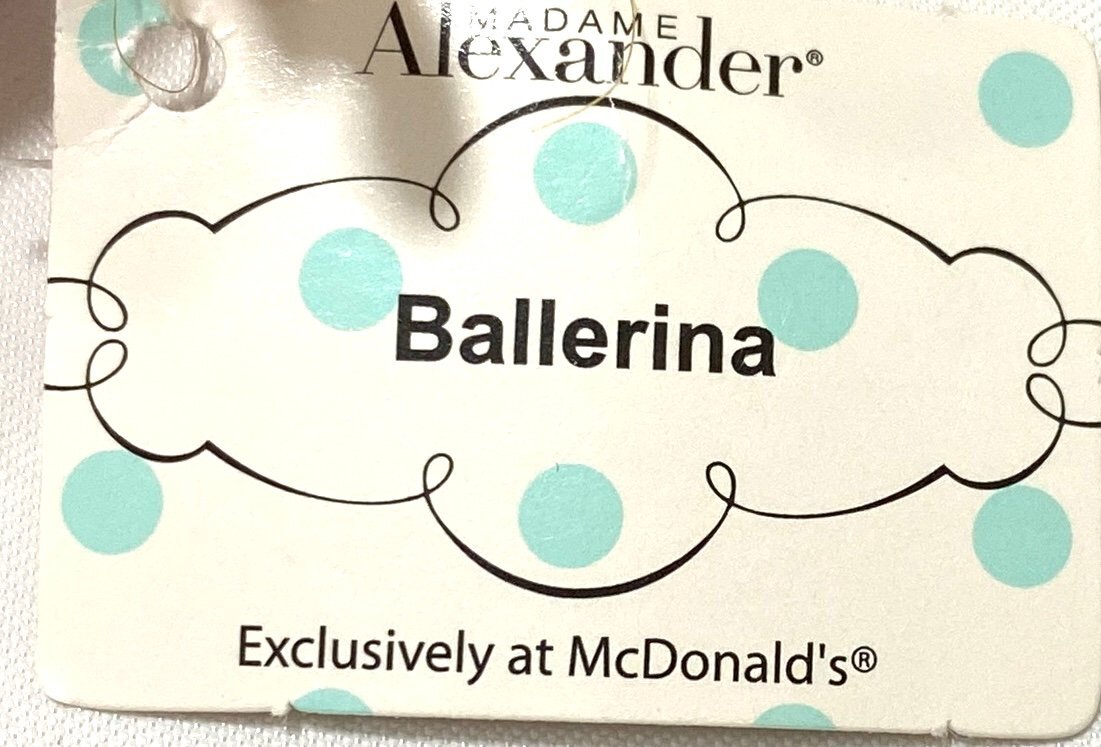 MADAME
Alexander®
Ballerina
Exclusively at McDonald's®